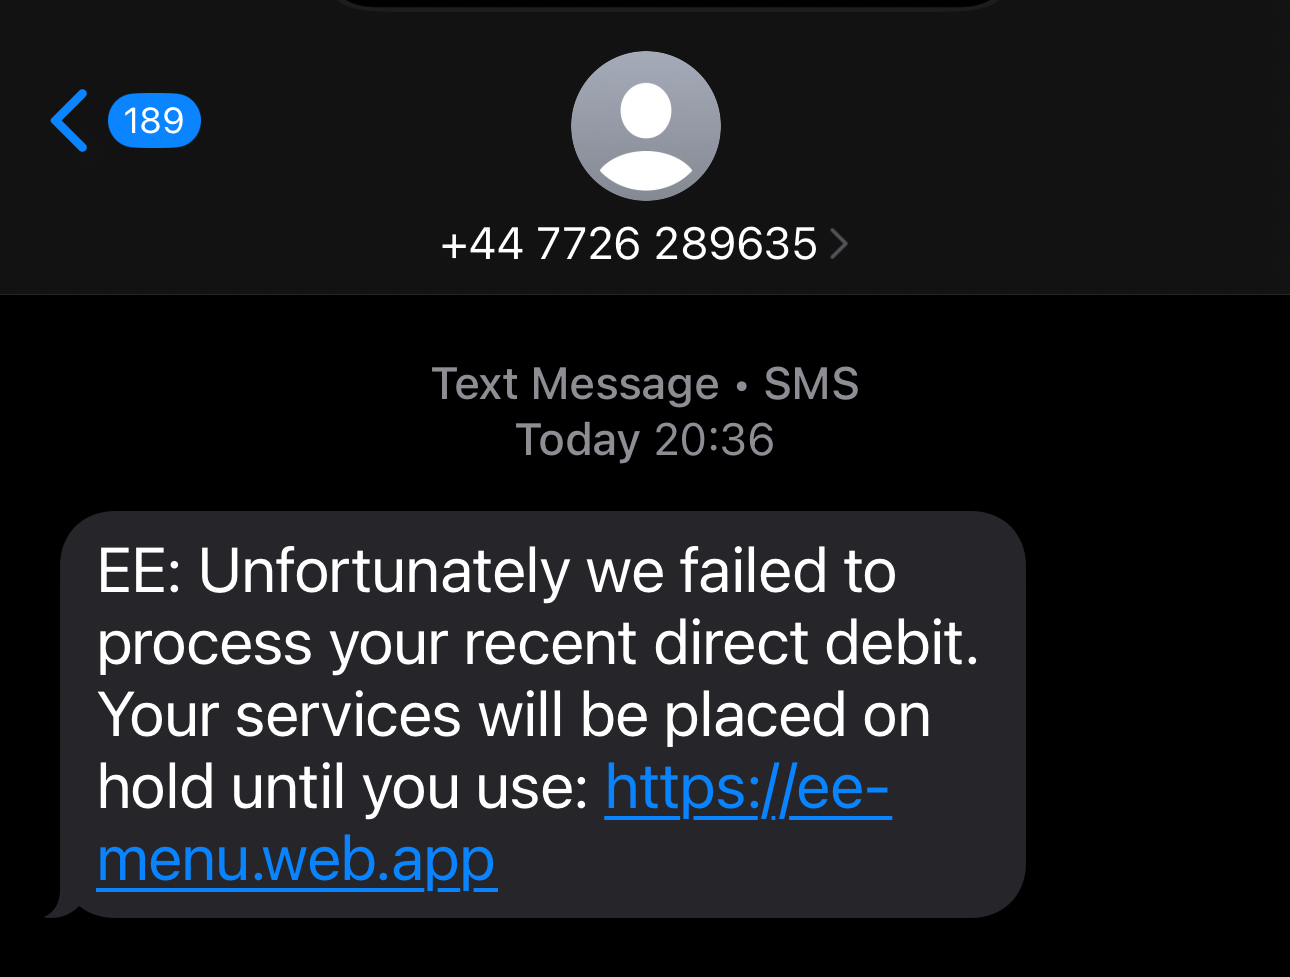 189
+44 7726 289635
Text Message • SMS
Today 20:36
EE: Unfortunately we failed to
process your recent direct debit.
Your services will be placed on
hold until you use: https://ee-
menu.web.app